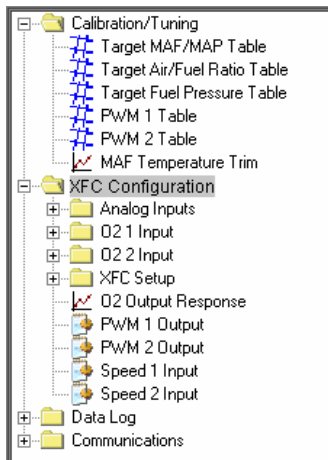 Calibration/Tuning
Target MAF/MAP Table
Target Air/Fuel Ratio Table
Target Fuel Pressure Table
PWM 1 Table
PWM 2 Table
MAF Temperature Trim
XFC Configuration
Analog Inputs
O2 1 Input
O2 2 Input
XFC Setup
O2 Output Response
PWM 1 Output
PWM 2 Output
Speed 1 Input
Speed 2 Input
Data Log
Communications